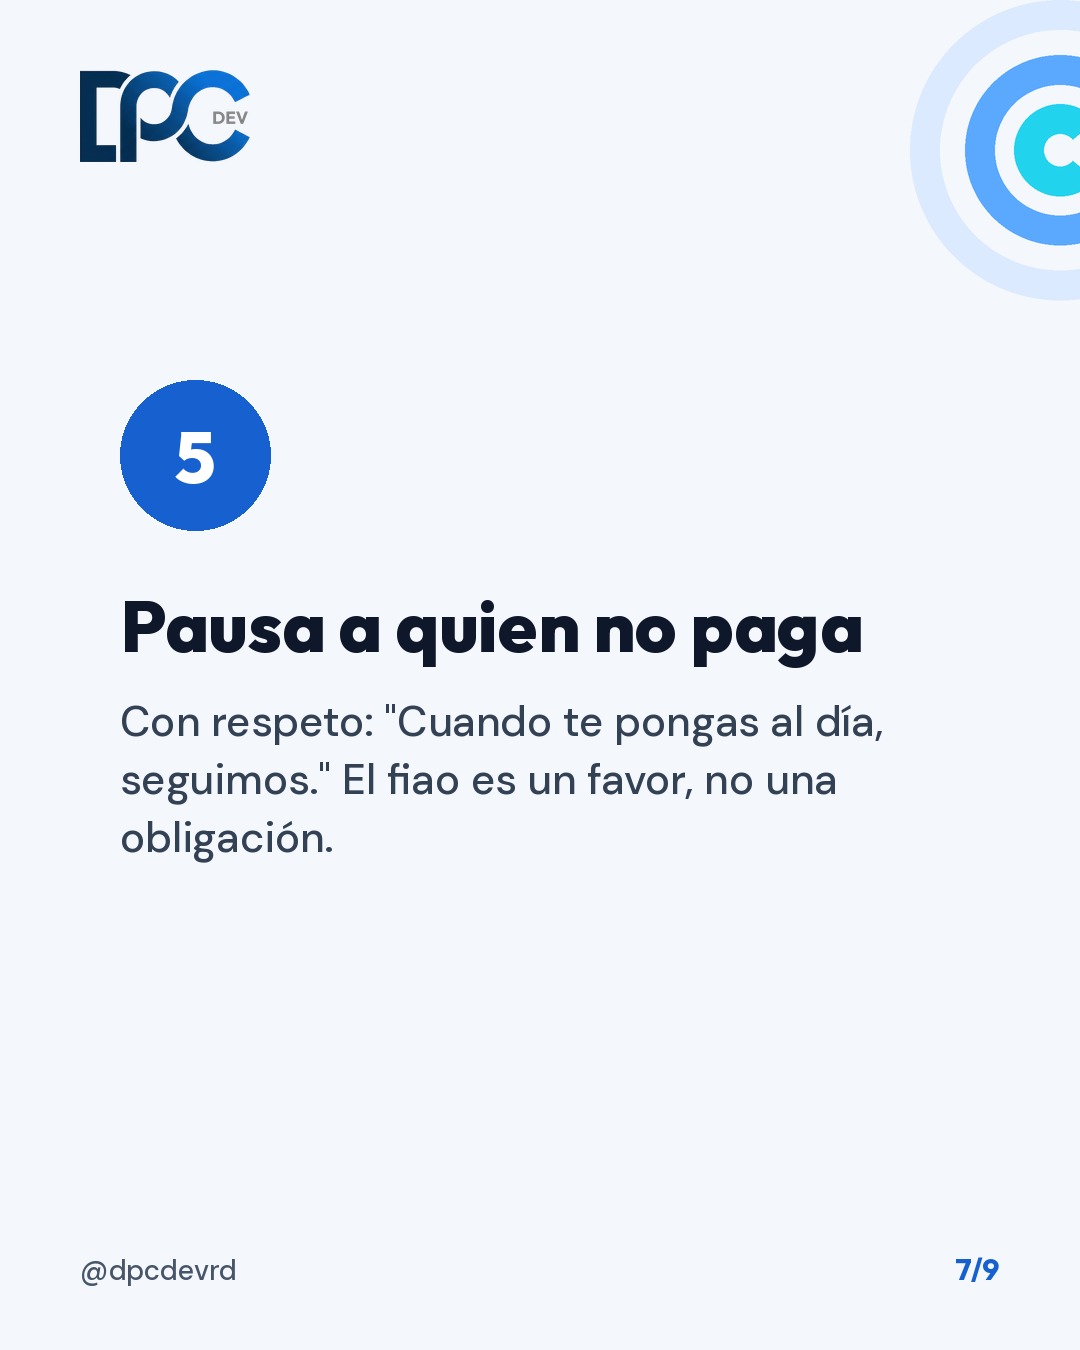 DPC
DEV
5
Pausa a quien no paga
Con respeto: "Cuando te pongas al día,
seguimos." El fiao es un favor, no una
obligación.
@dpcdevrd
7/9